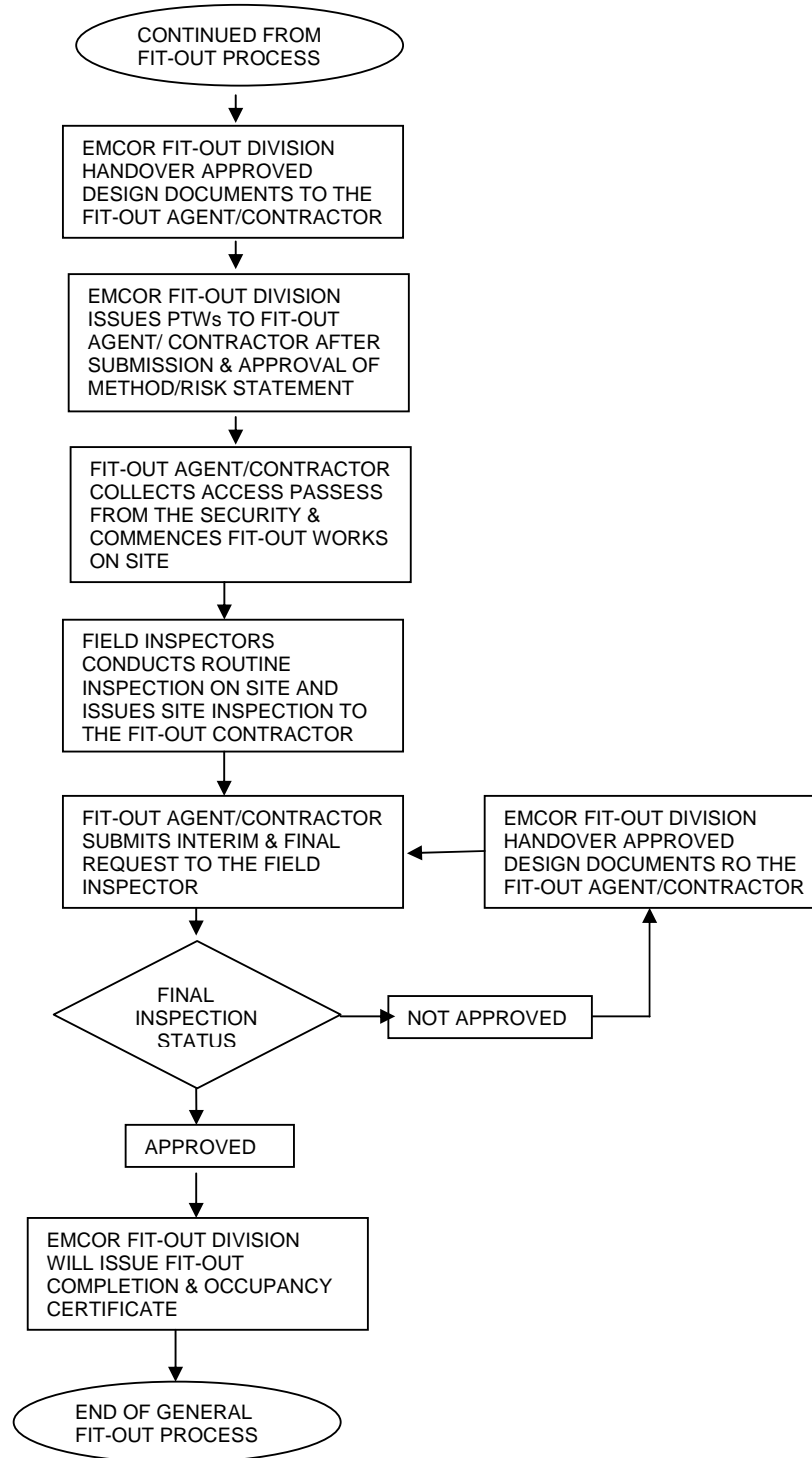 CONTINUED FROM
FIT-OUT PROCESS
EMCOR FIT-OUT DIVISION
HANDOVER APPROVED
DESIGN DOCUMENTS TO THE
FIT-OUT AGENT/CONTRACTOR
EMCOR FIT-OUT DIVISION
ISSUES PTWs TO FIT-OUT
AGENT/ CONTRACTOR AFTER
SUBMISSION & APPROVAL OF
METHOD/RISK STATEMENT
FIT-OUT AGENT/CONTRACTOR
COLLECTS ACCESS PASSESS
FROM THE SECURITY &
COMMENCES FIT-OUT WORKS
ON SITE
FIELD INSPECTORS
CONDUCTS ROUTINE
INSPECTION ON SITE AND
ISSUES SITE INSPECTION TO
THE FIT-OUT CONTRACTOR
FIT-OUT AGENT/CONTRACTOR
SUBMITS INTERIM & FINAL
REQUEST TO THE FIELD
INSPECTOR
EMCOR FIT-OUT DIVISION
HANDOVER APPROVED
DESIGN DOCUMENTS RO THE
FIT-OUT AGENT/CONTRACTOR
FINAL
INSPECTION
STATUS
NOT APPROVED
APPROVED
EMCOR FIT-OUT DIVISION
WILL ISSUE FIT-OUT
COMPLETION & OCCUPANCY
CERTIFICATE
END OF GENERAL
FIT-OUT PROCESS